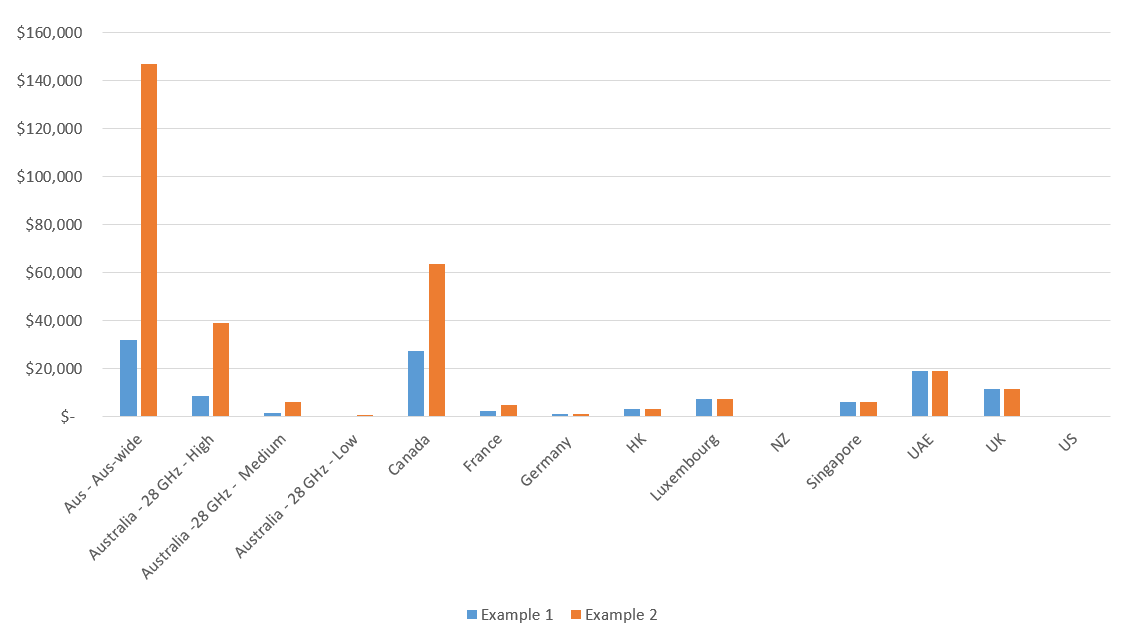 $160,000
$140,000
$120,000
$100,000
$80,000
$60,000
$40,000
$20,000
$-
Aus - Aus-wide
Australia - 28 GHz - High
Australia -28 GHz - Medium
Australia - 28 GHz - Low
Canada
France
Germany
HK
Luxembourg
NZ
Singapore
UAE
UK
US
Example 1
Example 2